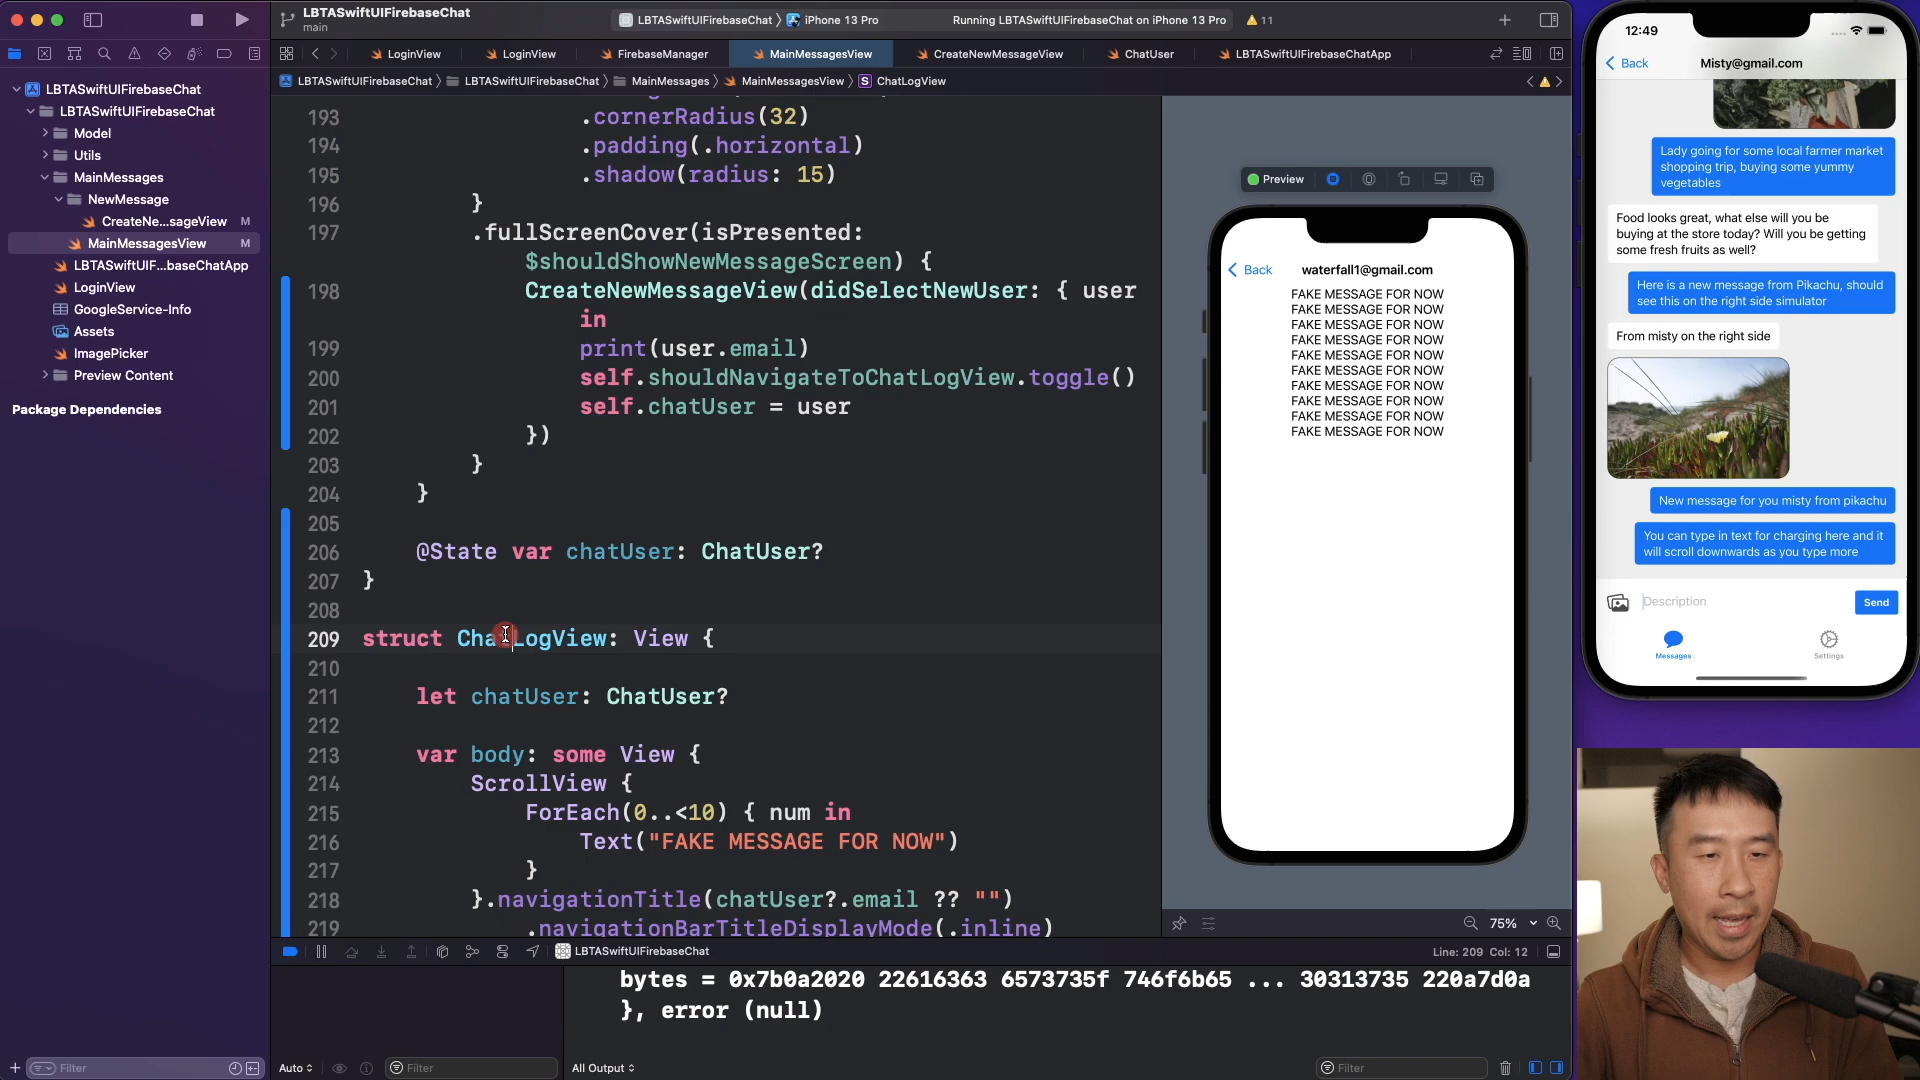 LBTASwiftUIFirebaseChat
main
LBTASwiftUIFirebaseChat
iPhone 13 Pro
Running LBTASwiftUIFirebaseChat on iPhone 13 Pro
11
LoginView
LoginView
FirebaseManager
MainMessagesView
CreateNewMessageView
ChatUser
LBTASwiftUIFirebaseChatApp
LBTASwiftUIFirebaseChat
LBTASwiftUIFirebaseChat
MainMessages
MainMessagesView
S ChatLogView
LBTASwiftUIFirebaseChat
LBTASwiftUIFirebaseChat
Model
Utils
MainMessages
NewMessage
CreateNe...sageView M
MainMessagesView M
LBTASwiftUIF...baseChatApp
LoginView
GoogleService-Info
Assets
ImagePicker
Preview Content
Package Dependencies
Filter
193 .cornerRadius(32)
194 .padding(.horizontal)
195 .shadow(radius: 15)
196 }
197 .fullScreenCover(isPresented:
$shouldShowNewMessageScreen) {
198 CreateNewMessageView(didSelectNewUser: { user
in
199 print(user.email)
200 self.shouldNavigateToChatLogView.toggle()
201 self.chatUser = user
202 })
203 }
204 }
205
206 @State var chatUser: ChatUser?
207 }
208
209 struct ChatLogView: View {
210
211 let chatUser: ChatUser?
212
213 var body: some View {
214 ScrollView {
215 ForEach(0..<10) { num in
216 Text("FAKE MESSAGE FOR NOW")
217 }
218 }.navigationTitle(chatUser?.email ?? "")
219 .navigationBarTitleDisplayMode(.inline)
Preview
Back
waterfall1@gmail.com
FAKE MESSAGE FOR NOW
FAKE MESSAGE FOR NOW
FAKE MESSAGE FOR NOW
FAKE MESSAGE FOR NOW
FAKE MESSAGE FOR NOW
FAKE MESSAGE FOR NOW
FAKE MESSAGE FOR NOW
FAKE MESSAGE FOR NOW
FAKE MESSAGE FOR NOW
FAKE MESSAGE FOR NOW
75%
LBTASwiftUIFirebaseChat
Line: 209 Col: 12
bytes = 0x7b0a2020 22616363 6573735f 746f6b65 ... 30313735 220a7d0a
}, error (null)
Auto
Filter
All Output
Filter
12:49
Back
Misty@gmail.com
Lady going for some local farmer market
shopping trip, buying some yummy
vegetables
Food looks great, what else will you be
buying at the store today? Will you be getting
some fresh fruits as well?
Here is a new message from Pikachu, should
see this on the right side simulator
From misty on the right side
New message for you misty from pikachu
You can type in text for charging here and it
will scroll downwards as you type more
Description
Send
Messages
Settings